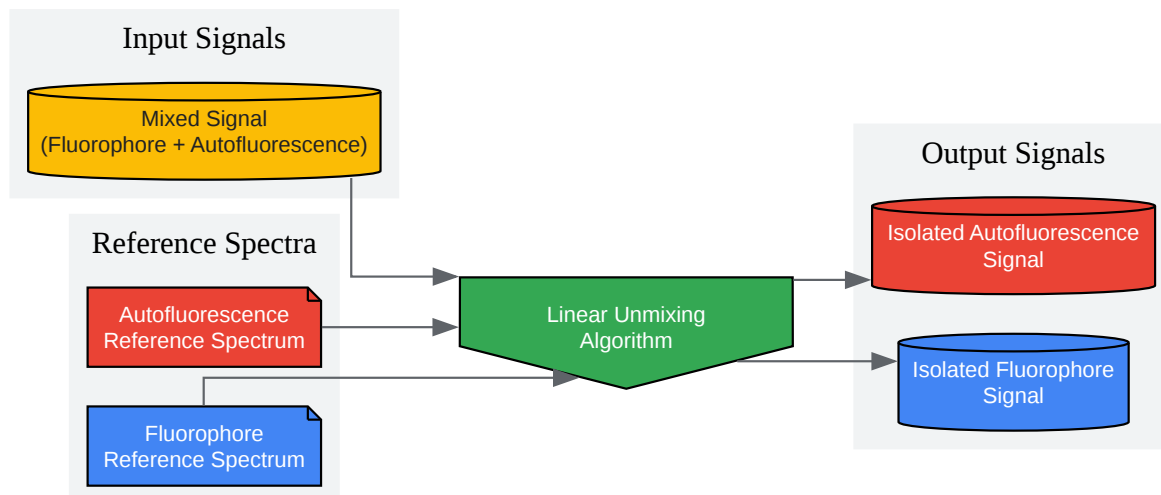 Input Signals
Mixed Signal
(Fluorophore + Autofluorescence)
Reference Spectra
Autofluorescence
Reference Spectrum
Fluorophore
Reference Spectrum
Linear Unmixing
Algorithm
Output Signals
Isolated Autofluorescence
Signal
Isolated Fluorophore
Signal